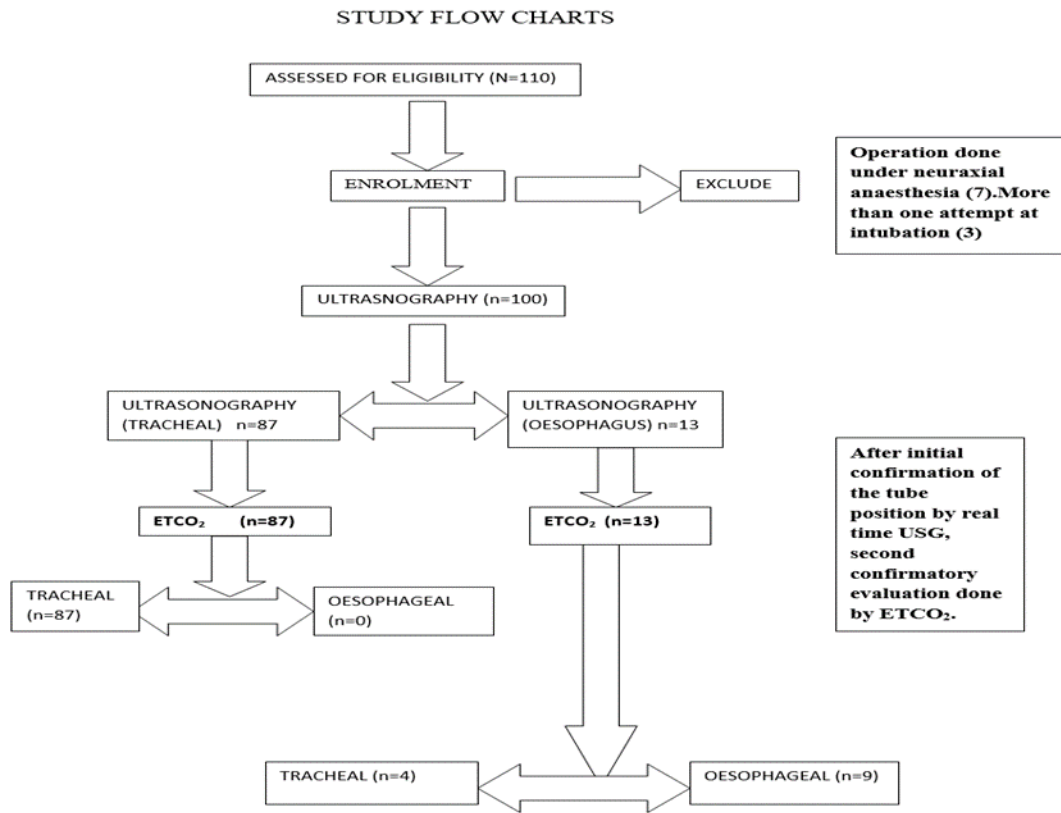 STUDY FLOW CHARTS
ASSESSED FOR ELIGIBILITY (N=110)
ENROLMENT
EXCLUDE
Operation done
under neuraxial
anaesthesia (7).More
than one attempt at
intubation (3)
ULTRASNOGRAPHY (n=100)
ULTRASONOGRAPHY
(TRACHEAL) n=87
ULTRASONOGRAPHY
(OESOPHAGUS) n=13
After initial
confirmation of
the tube
position by real
time USG,
second
confirmatory
evaluation done
by ETCO₂.
ETCO₂ (n=87)
ETCO₂ (n=13)
TRACHEAL
(n=87)
OESOPHAGEAL
(n=0)
TRACHEAL (n=4)
OESOPHAGEAL (n=9)